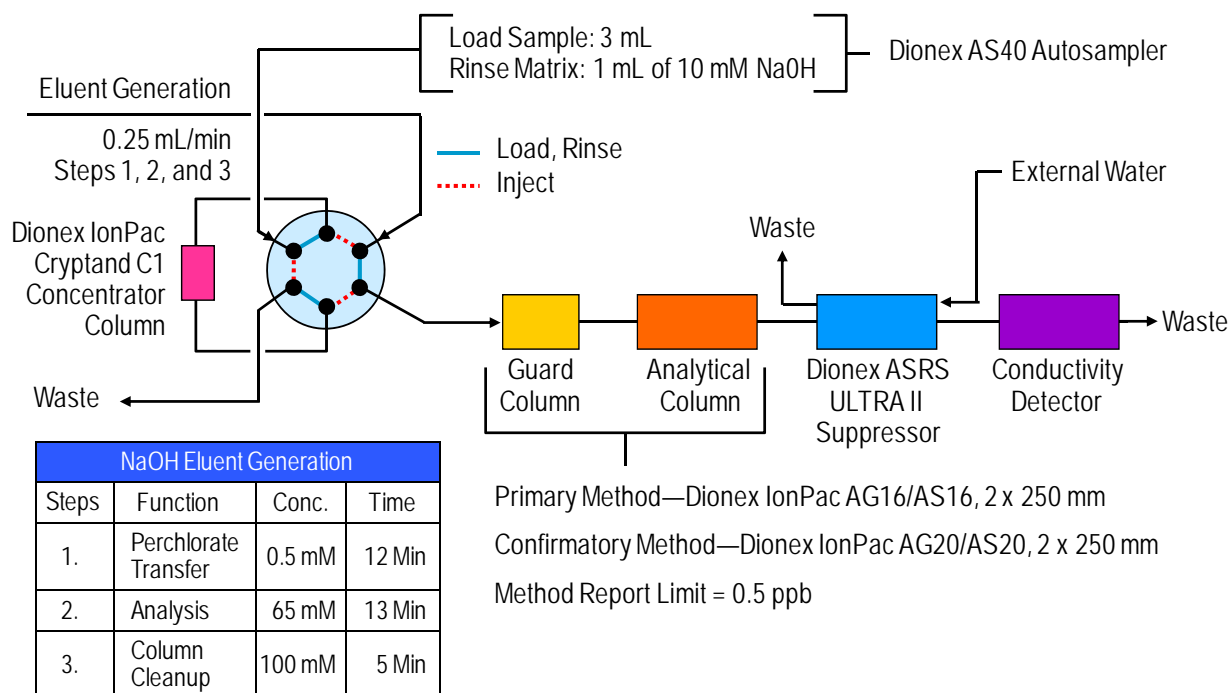 Load Sample: 3 mL
Rinse Matrix: 1 mL of 10 mM Na0H
Dionex AS40 Autosampler
Eluent Generation
0.25 mL/min
Steps 1, 2, and 3
Load, Rinse
Inject
External Water
Dionex IonPac
Cryptand C1
Concentrator
Column
Waste
Waste
Guard
Column
Analytical
Column
Dionex ASRS
ULTRA II
Suppressor
Conductivity
Detector
Waste
NaOH Eluent Generation
Steps Function Conc. Time
1. Perchlorate Transfer 0.5 mM 12 Min
2. Analysis 65 mM 13 Min
3. Column Cleanup 100 mM 5 Min
Primary Method—Dionex IonPac AG16/AS16, 2 x 250 mm
Confirmatory Method—Dionex IonPac AG20/AS20, 2 x 250 mm
Method Report Limit = 0.5 ppb